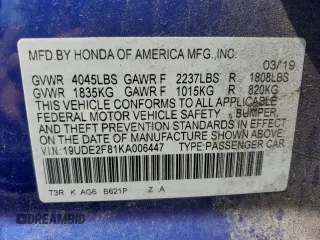 MFD.BY HONDA OF AMERICA MFG.,INC.
03/19
GVWR 4045LBS GAWR F 2237LBS R 1808LBS
GVWR 1835KG GAWR F 1015KG R 820KG
THIS VEHICLE CONFORMS TO ALL APPLICABLE
FEDERAL MOTOR VEHICLE SAFETY, BUMPER,
AND THEFT PREVENTION STANDARDS IN
EFFECT ON THE DATE OF MANUFACTURE SHOWN ABOVE.
V.I.N:19UDE2F81KA006447 TYPE:PASSENGER CAR
T3R K AG6 B621P Z A
DREAMBID